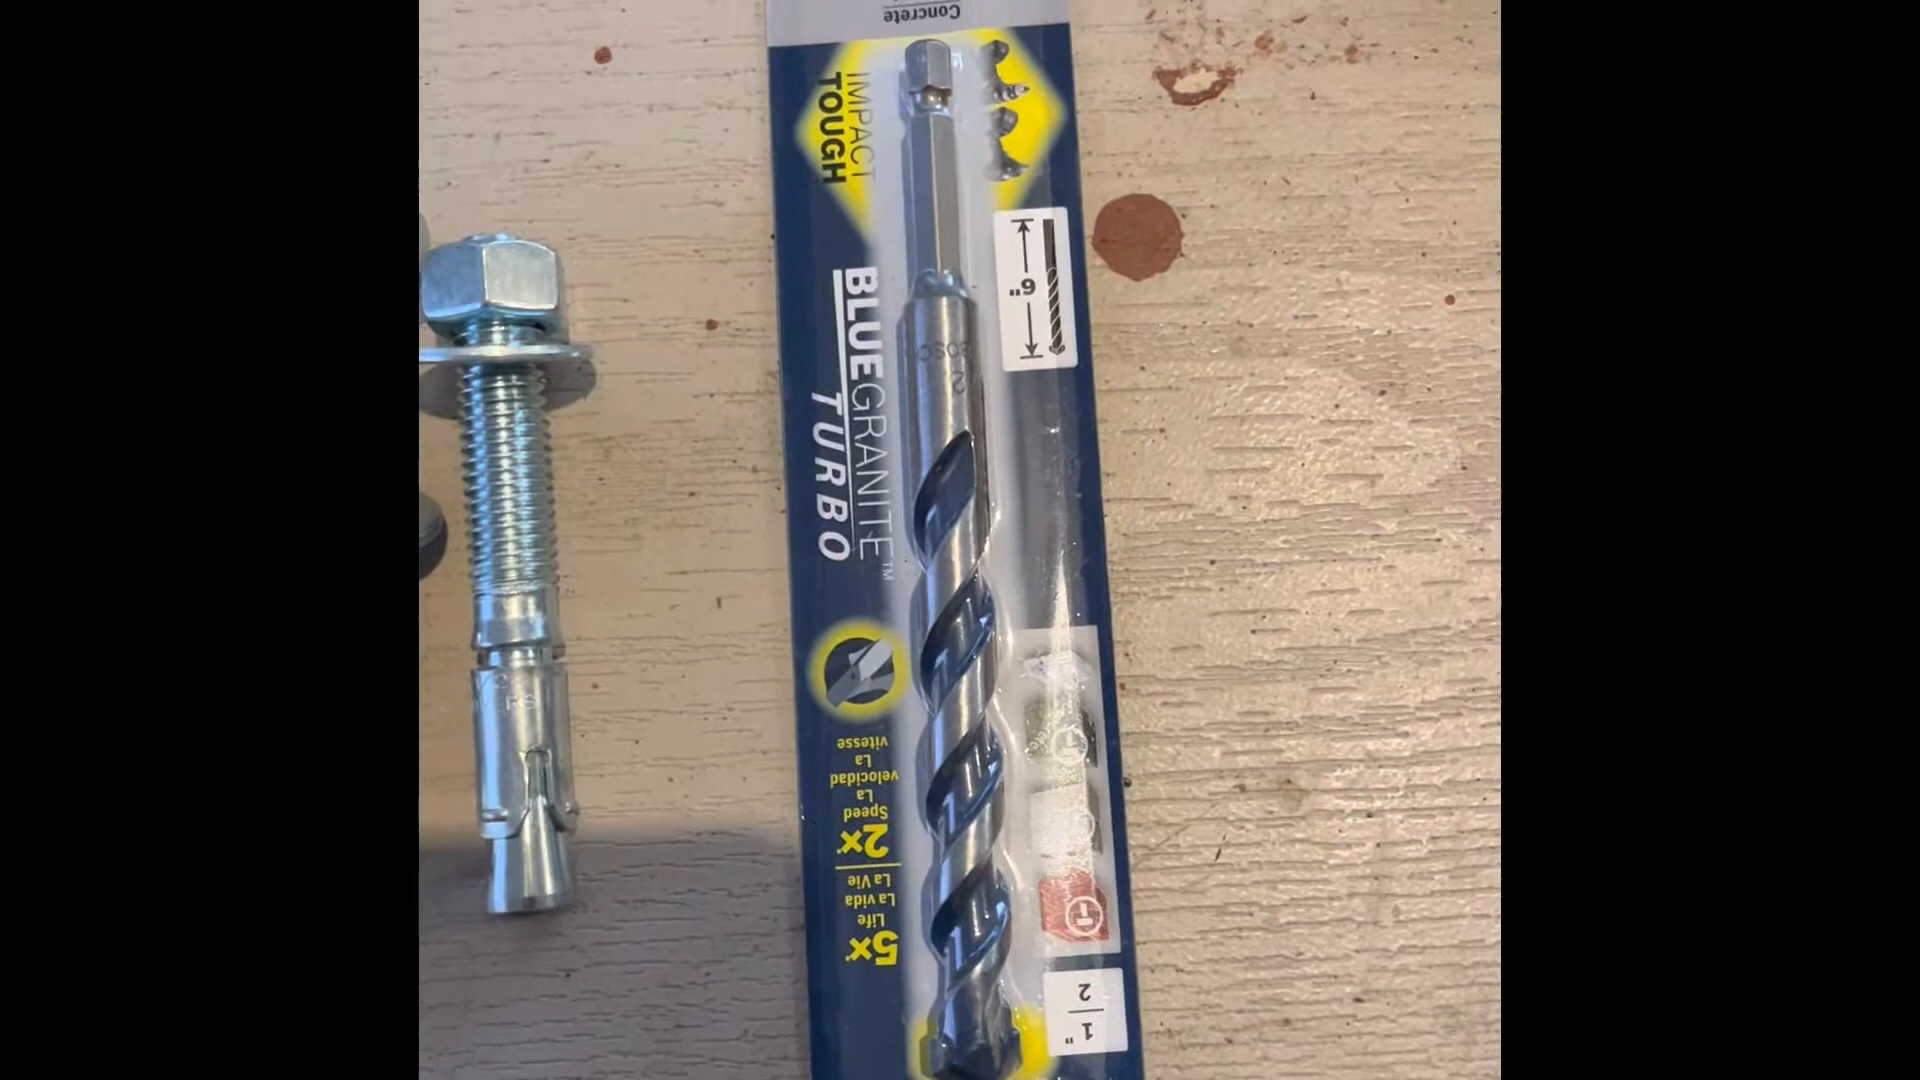 Concrete
IMPACT
TOUGH
6"
BLUEGRANITE™
TURBO
vitesse
La
velocidad
La
Speed
2x
La Vie
La vida
Life
5x
1"
2